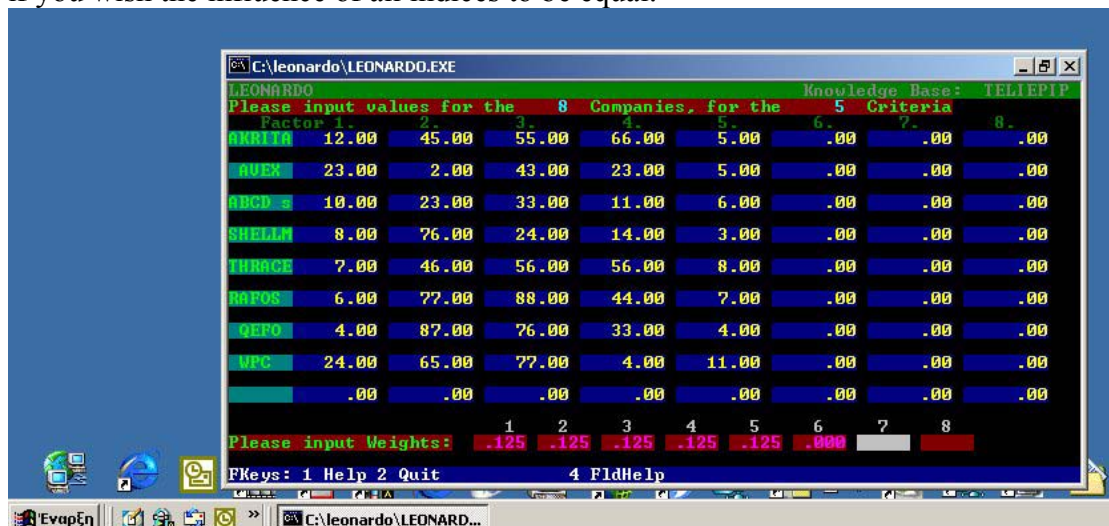 if you wish the influence of all indices to be equal.
C:\leonardo\LEONARDO.EXE
LEONARDO Knowledge Base: TELIEPIP
Please input values for the 8 Companies, for the 5 Criteria
Factor 1. 2. 3. 4. 5. 6. 7. 8.
AKRITA 12.00 45.00 55.00 66.00 5.00 .00 .00 .00
AVEX 23.00 2.00 43.00 23.00 5.00 .00 .00 .00
ABCD s 10.00 23.00 33.00 11.00 6.00 .00 .00 .00
SHELLM 8.00 76.00 24.00 14.00 3.00 .00 .00 .00
THRACE 7.00 46.00 56.00 56.00 8.00 .00 .00 .00
RAFOS 6.00 77.00 88.00 44.00 7.00 .00 .00 .00
QEFO 4.00 87.00 76.00 33.00 4.00 .00 .00 .00
WPC 24.00 65.00 77.00 4.00 11.00 .00 .00 .00
.00 .00 .00 .00 .00 .00 .00 .00
1 2 3 4 5 6 7 8
Please input Weights: .125 .125 .125 .125 .125 .000
FKeys: 1 Help 2 Quit 4 FldHelp
Έναρξη » C:\leonardo\LEONARD...